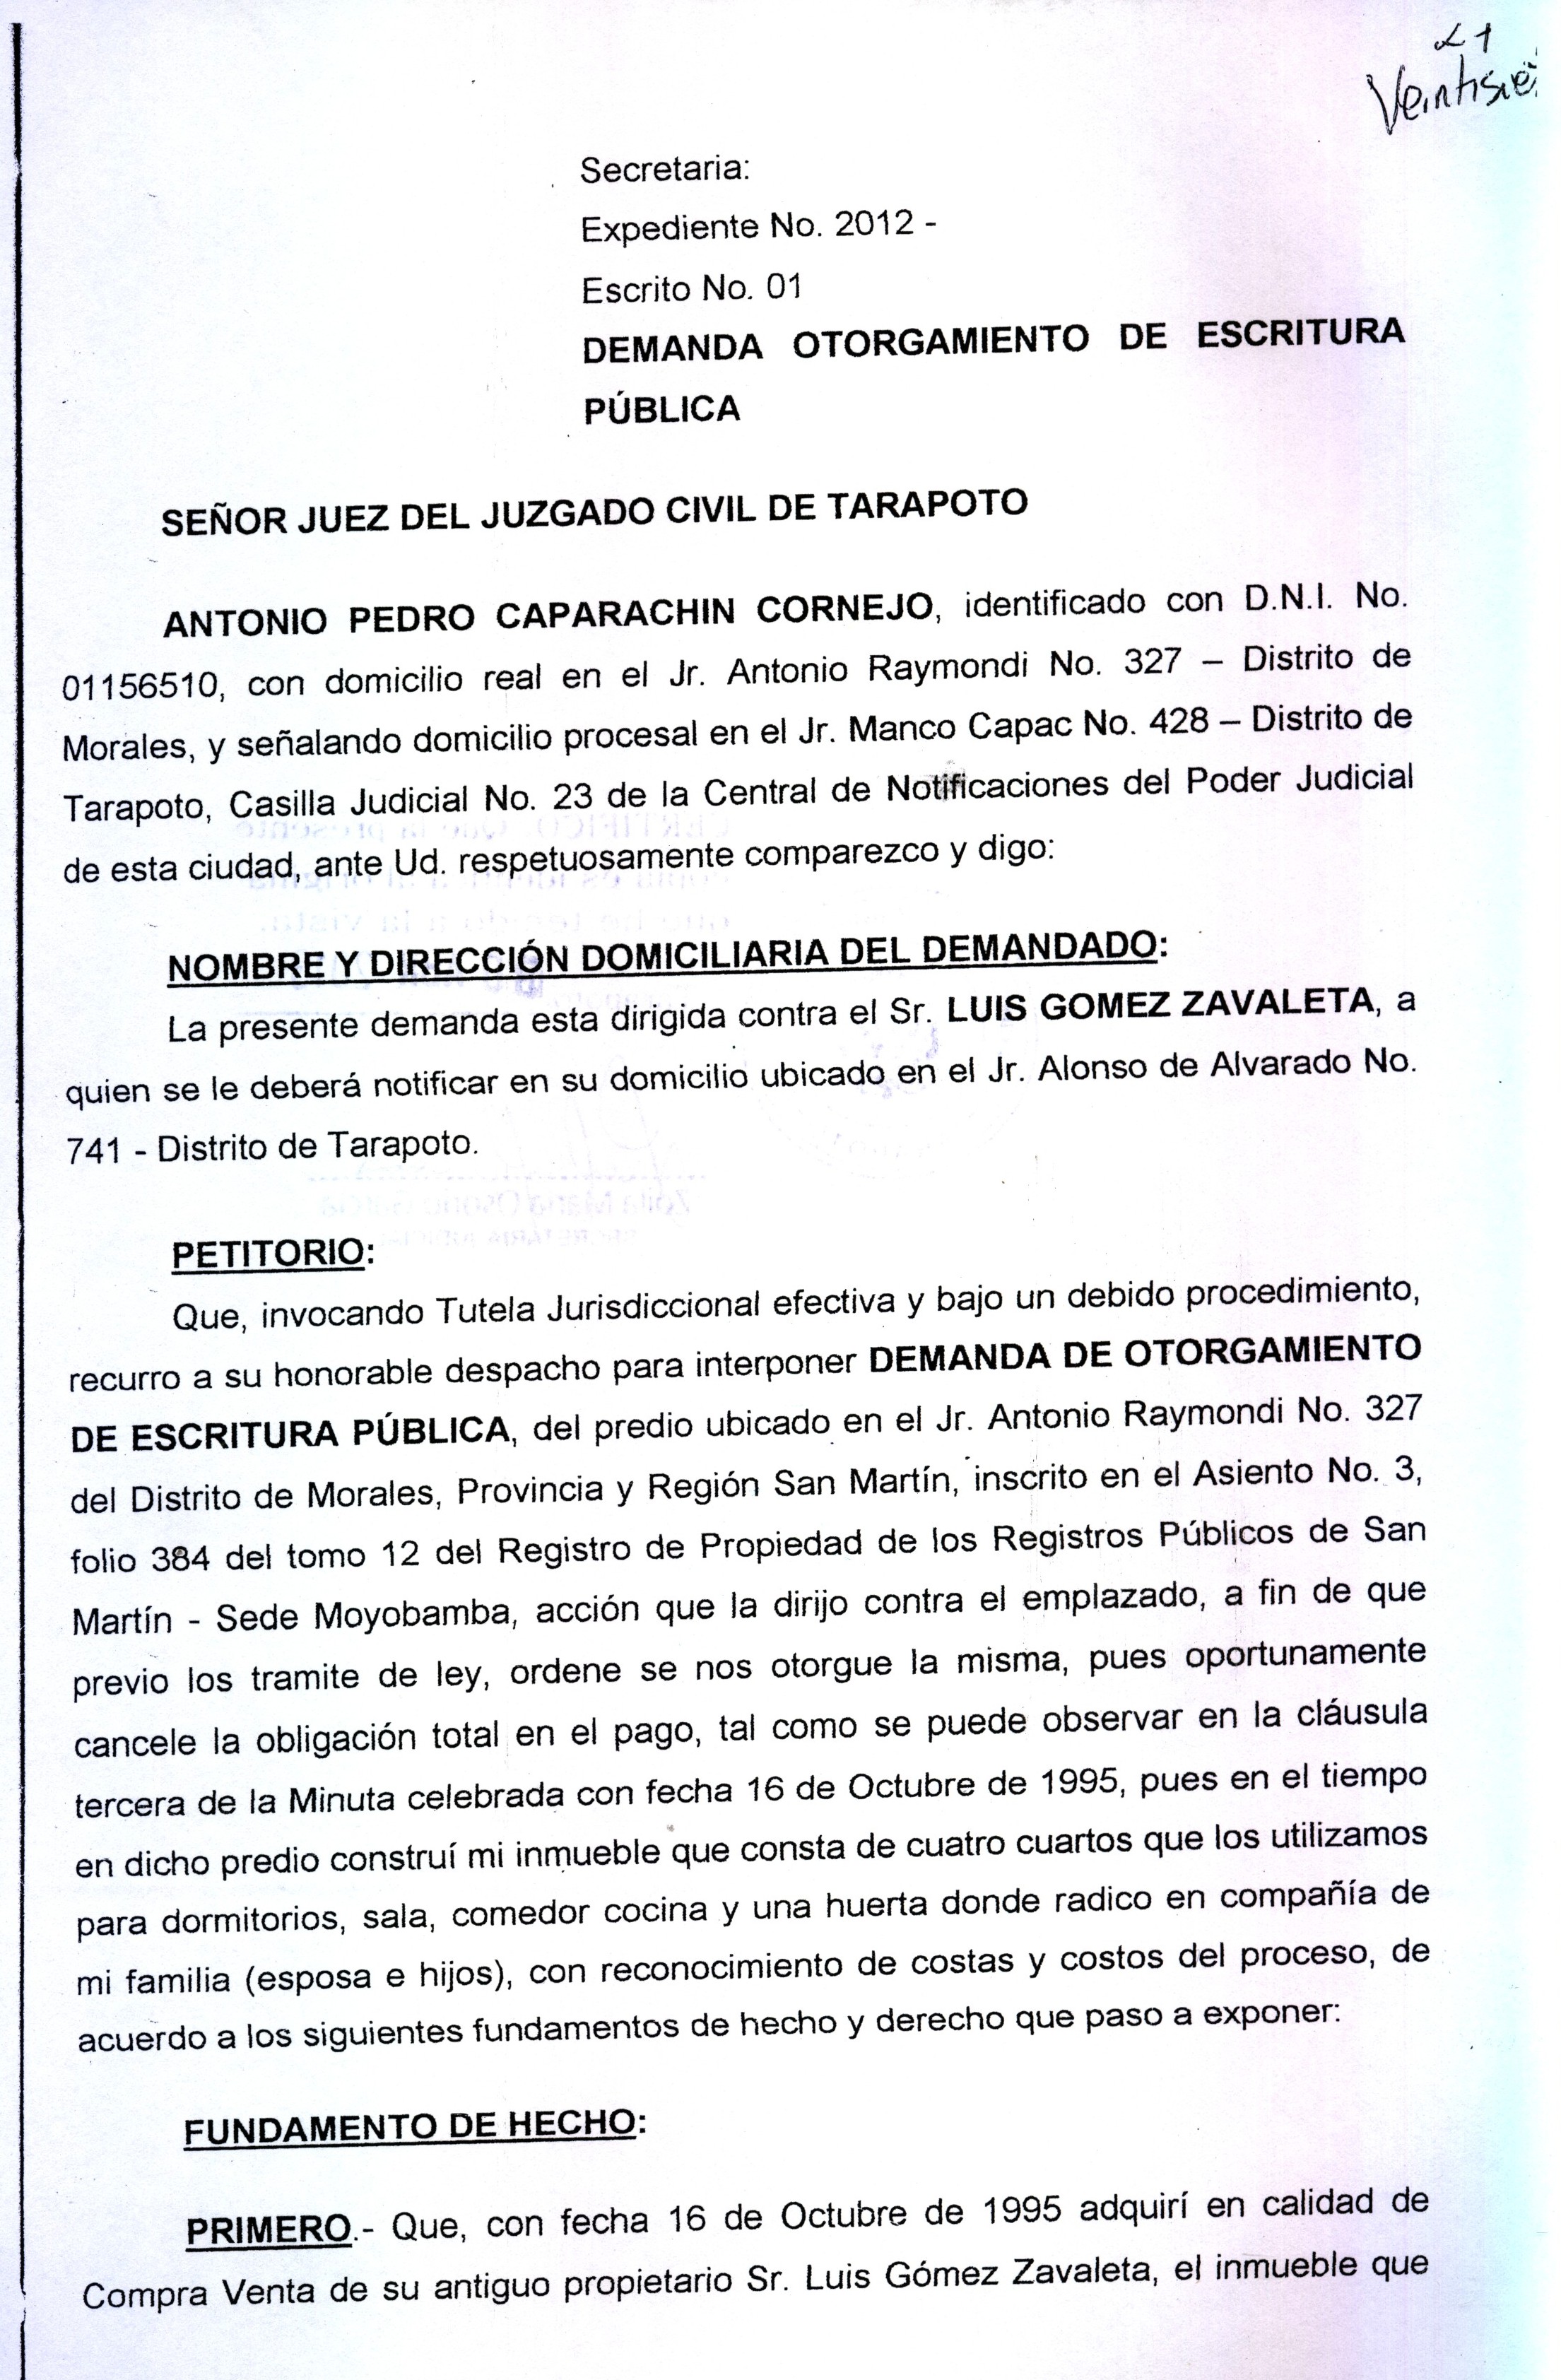 Secretaria:
Expediente No. 2012 -
Escrito No. 01
DEMANDA OTORGAMIENTO DE ESCRITURA
PÚBLICA
SEÑOR JUEZ DEL JUZGADO CIVIL DE TARAPOTO
ANTONIO PEDRO CAPARACHIN CORNEJO, identificado con D.N.I. No.
01156510, con domicilio real en el Jr. Antonio Raymondi No. 327 – Distrito de
Morales, y señalando domicilio procesal en el Jr. Manco Capac No. 428 – Distrito de
Tarapoto, Casilla Judicial No. 23 de la Central de Notificaciones del Poder Judicial
de esta ciudad, ante Ud. respetuosamente comparezco y digo:
NOMBRE Y DIRECCIÓN DOMICILIARIA DEL DEMANDADO:
La presente demanda esta dirigida contra el Sr. LUIS GOMEZ ZAVALETA, a
quien se le deberá notificar en su domicilio ubicado en el Jr. Alonso de Alvarado No.
741 - Distrito de Tarapoto.
PETITORIO:
Que, invocando Tutela Jurisdiccional efectiva y bajo un debido procedimiento,
recurro a su honorable despacho para interponer DEMANDA DE OTORGAMIENTO
DE ESCRITURA PÚBLICA, del predio ubicado en el Jr. Antonio Raymondi No. 327
del Distrito de Morales, Provincia y Región San Martín, inscrito en el Asiento No. 3,
folio 384 del tomo 12 del Registro de Propiedad de los Registros Públicos de San
Martín - Sede Moyobamba, acción que la dirijo contra el emplazado, a fin de que
previo los tramite de ley, ordene se nos otorgue la misma, pues oportunamente
cancele la obligación total en el pago, tal como se puede observar en la cláusula
tercera de la Minuta celebrada con fecha 16 de Octubre de 1995, pues en el tiempo
en dicho predio construí mi inmueble que consta de cuatro cuartos que los utilizamos
para dormitorios, sala, comedor cocina y una huerta donde radico en compañía de
mi familia (esposa e hijos), con reconocimiento de costas y costos del proceso, de
acuerdo a los siguientes fundamentos de hecho y derecho que paso a exponer:
FUNDAMENTO DE HECHO:
PRIMERO.- Que, con fecha 16 de Octubre de 1995 adquirí en calidad de
Compra Venta de su antiguo propietario Sr. Luis Gómez Zavaleta, el inmueble que